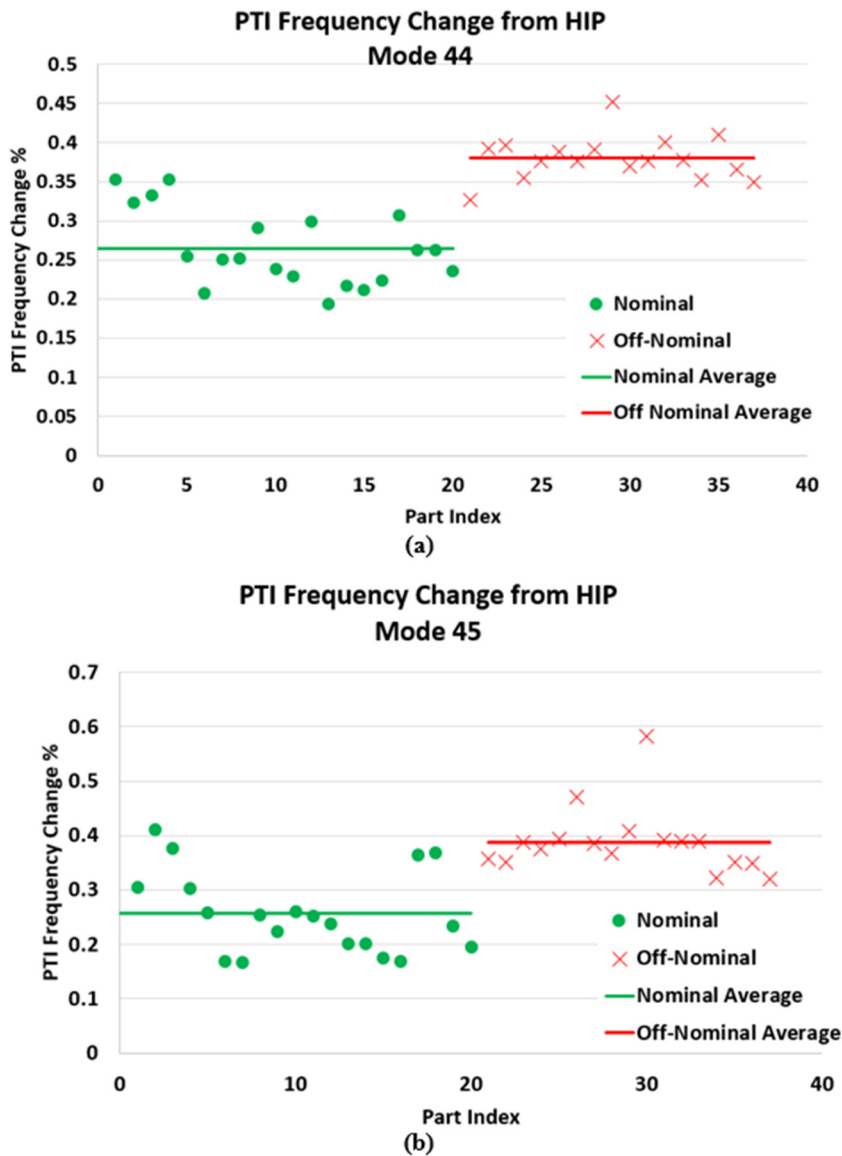 PTI Frequency Change from HIP
Mode 44
PTI Frequency Change %
0.5
0.45
0.4
0.35
0.3
0.25
0.2
0.15
0.1
0.05
0
Nominal
Off-Nominal
Nominal Average
Off Nominal Average
0 5 10 15 20 25 30 35 40
Part Index
(a)
PTI Frequency Change from HIP
Mode 45
PTI Frequency Change %
0.7
0.6
0.5
0.4
0.3
0.2
0.1
0
Nominal
Off-Nominal
Nominal Average
Off-Nominal Average
0 10 20 30 40
Part Index
(b)